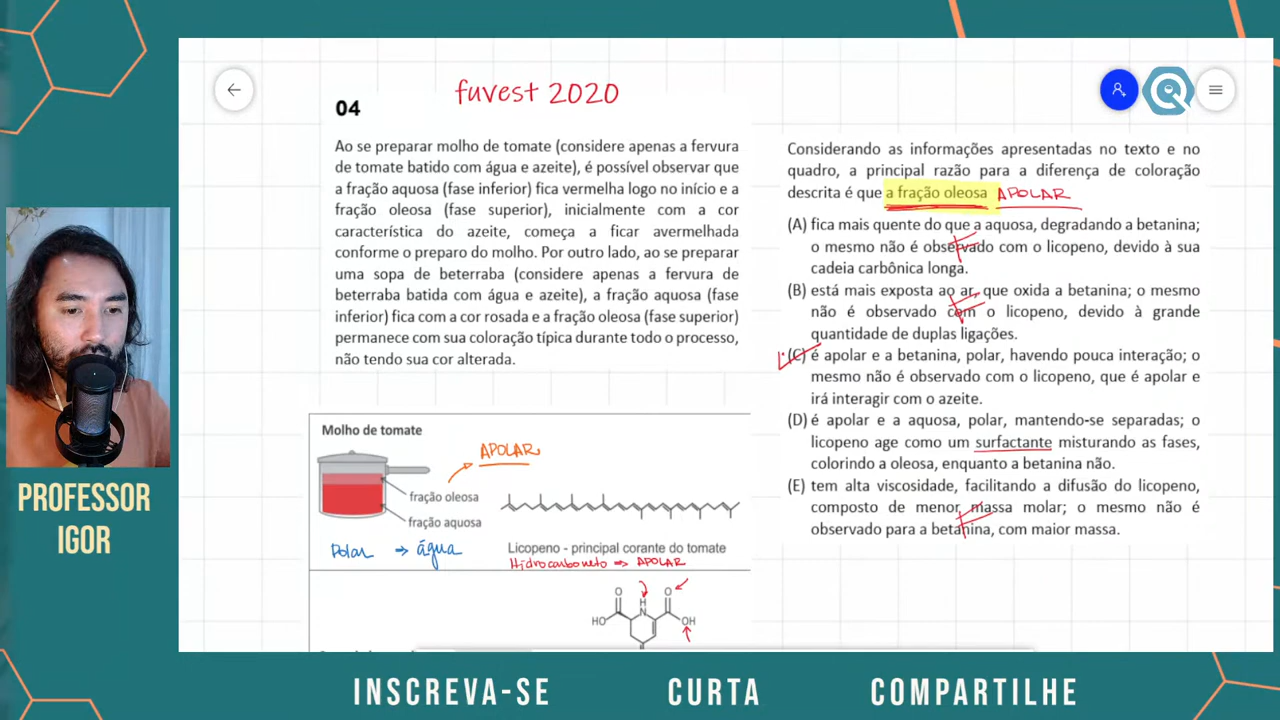 fuvest 2020
04
Ao se preparar molho de tomate (considere apenas a fervura
de tomate batido com água e azeite), é possível observar que
a fração aquosa (fase inferior) fica vermelha logo no início e a
fração oleosa (fase superior), inicialmente com a cor
característica do azeite, começa a ficar avermelhada
conforme o preparo do molho. Por outro lado, ao se preparar
uma sopa de beterraba (considere apenas a fervura de
beterraba batida com água e azeite), a fração aquosa (fase
inferior) fica com a cor rosada e a fração oleosa (fase superior)
permanece com sua coloração típica durante todo o processo,
não tendo sua cor alterada.
Molho de tomate
APOLAR
fração oleosa
fração aquosa
Polar ⇒ água
Licopeno - principal corante do tomate
Hidrocarboneto ⇒ APOLAR
O
H
N
O
HO
OH
Considerando as informações apresentadas no texto e no
quadro, a principal razão para a diferença de coloração
descrita é que a fração oleosa APOLAR
(A) fica mais quente do que a aquosa, degradando a betanina;
o mesmo não é observado com o licopeno, devido à sua
cadeia carbônica longa.
(B) está mais exposta ao ar, que oxida a betanina; o mesmo
não é observado com o licopeno, devido à grande
quantidade de duplas ligações.
(C) é apolar e a betanina, polar, havendo pouca interação; o
mesmo não é observado com o licopeno, que é apolar e
irá interagir com o azeite.
(D) é apolar e a aquosa, polar, mantendo-se separadas; o
licopeno age como um surfactante misturando as fases,
colorindo a oleosa, enquanto a betanina não.
(E) tem alta viscosidade, facilitando a difusão do licopeno,
composto de menor massa molar; o mesmo não é
observado para a betanina, com maior massa.
PROFESSOR
IGOR
INSCREVA-SE CURTA COMPARTILHE